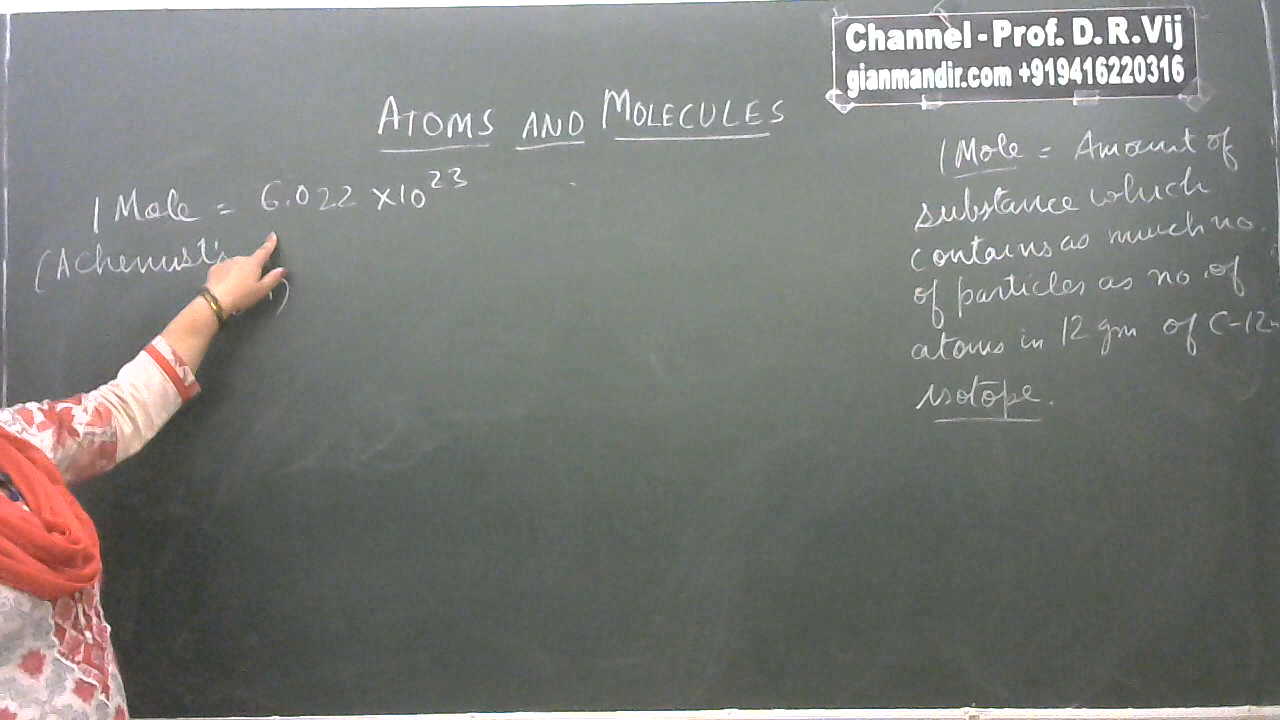 Channel - Prof. D. R. Vij
gianmandir.com +919416220316
ATOMS AND MOLECULES
1 Mole = 6.022 × 10²³
(A chemist's
)
1 Mole = Amount of
substance which
contains as much no.
of particles as no. of
atoms in 12 gm of C-12
isotope.